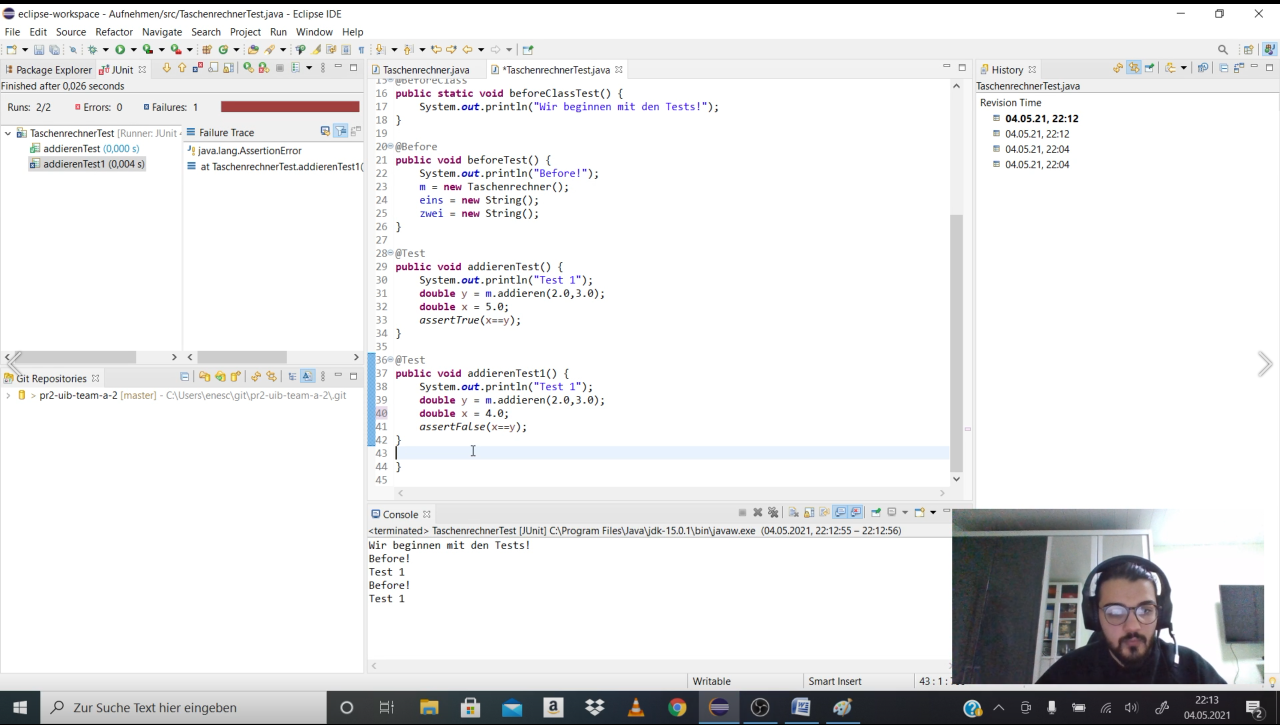 eclipse-workspace - Aufnehmen/src/TaschenrechnerTest.java - Eclipse IDE
File Edit Source Refactor Navigate Search Project Run Window Help
Package Explorer JUnit
Finished after 0,026 seconds
Runs: 2/2 Errors: 0 Failures: 1
TaschenrechnerTest [Runner: JUnit
addierenTest (0,000 s)
addierenTest1 (0,004 s)
Failure Trace
java.lang.AssertionError
at TaschenrechnerTest.addierenTest1(
Git Repositories
> pr2-uib-team-a-2 [master] - C:\Users\enesc\git\pr2-uib-team-a-2\.git
Taschenrechner.java *TaschenrechnerTest.java
15 @BeforeClass
16 public static void beforeClassTest() {
17 System.out.println("Wir beginnen mit den Tests!");
18 }
19
20 @Before
21 public void beforeTest() {
22 System.out.println("Before!");
23 m = new Taschenrechner();
24 eins = new String();
25 zwei = new String();
26 }
27
28 @Test
29 public void addierenTest() {
30 System.out.println("Test 1");
31 double y = m.addieren(2.0,3.0);
32 double x = 5.0;
33 assertTrue(x==y);
34 }
35
36 @Test
37 public void addierenTest1() {
38 System.out.println("Test 1");
39 double y = m.addieren(2.0,3.0);
40 double x = 4.0;
41 assertFalse(x==y);
42 }
43
44 }
45
Console
<terminated> TaschenrechnerTest [JUnit] C:\Program Files\Java\jdk-15.0.1\bin\javaw.exe (04.05.2021, 22:12:55 – 22:12:56)
Wir beginnen mit den Tests!
Before!
Test 1
Before!
Test 1
History
TaschenrechnerTest.java
Revision Time
04.05.21, 22:12
04.05.21, 22:12
04.05.21, 22:04
04.05.21, 22:04
Writable Smart Insert 43 : 1 :
Zur Suche Text hier eingeben
22:13
04.05.2021
2